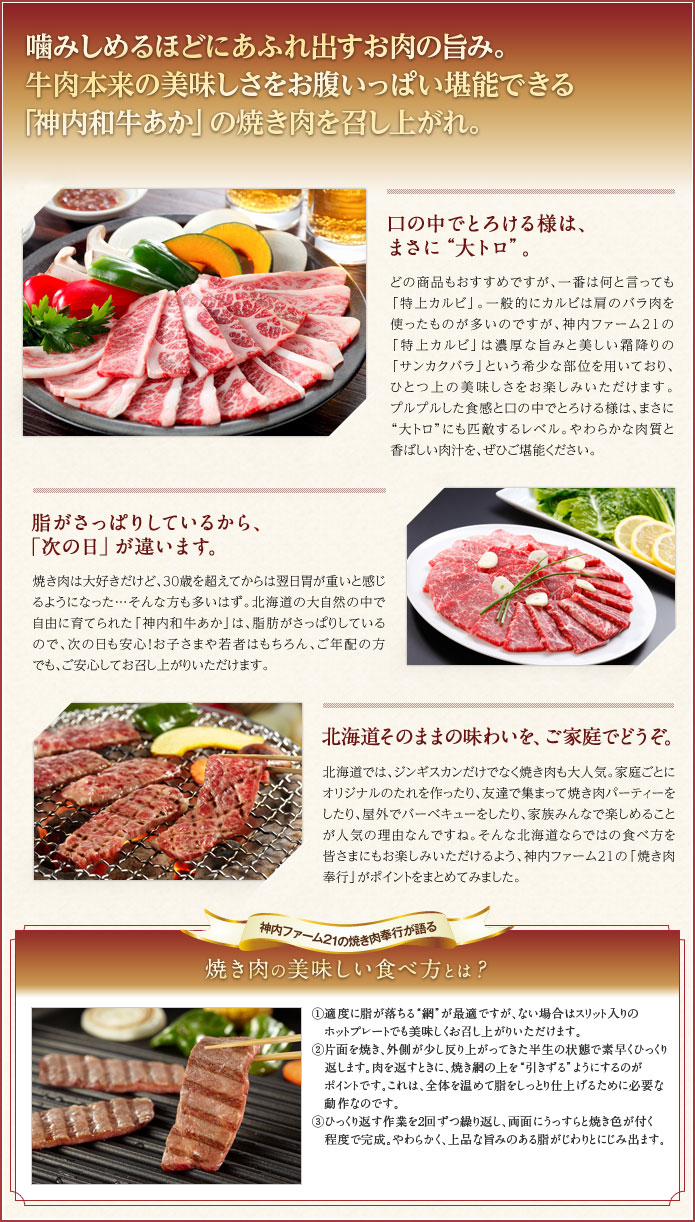 噛みしめるほどにあふれ出すお肉の旨み。
牛肉本来の美味しさをお腹いっぱい堪能できる
「神内和牛あか」の焼き肉を召し上がれ。
口の中でとろける様は、
まさに“大トロ”。
どの商品もおすすめですが、一番は何と言っても
「特上カルビ」。一般的にカルビは肩のバラ肉を
使ったものが多いのですが、神内ファーム21の
「特上カルビ」は濃厚な旨みと美しい霜降りの
「サンカクバラ」という希少な部位を用いており、
ひとつ上の美味しさをお楽しみいただけます。
プルプルした食感と口の中でとろける様は、まさに
“大トロ”にも匹敵するレベル。やわらかな肉質と
香ばしい肉汁を、ぜひご堪能ください。
脂がさっぱりしているから、
「次の日」が違います。
焼き肉は大好きだけど、30歳を超えてからは翌日胃が重いと感じ
るようになった…そんな方も多いはず。北海道の大自然の中で
自由に育てられた「神内和牛あか」は、脂肪がさっぱりしている
ので、次の日も安心!お子さまや若者はもちろん、ご年配の方
でも、ご安心してお召し上がりいただけます。
北海道そのままの味わいを、ご家庭でどうぞ。
北海道では、ジンギスカンだけでなく焼き肉も大人気。家庭ごとに
オリジナルのたれを作ったり、友達で集まって焼き肉パーティーを
したり、屋外でバーベキューをしたり、家族みんなで楽しめること
が人気の理由なんですね。そんな北海道ならではの食べ方を
皆さまにもお楽しみいただけるよう、神内ファーム21の「焼き肉
奉行」がポイントをまとめてみました。
神内ファーム21の焼き肉奉行が語る
焼き肉の美味しい食べ方とは?
①適度に脂が落ちる“網”が最適ですが、ない場合はスリット入りの
ホットプレートでも美味しくお召し上がりいただけます。
②片面を焼き、外側が少し反り上がってきた半生の状態で素早くひっくり
返します。肉を返すときに、焼き網の上を“引きずる”ようにするのが
ポイントです。これは、全体を温めて脂をしっとり仕上げるために必要な
動作なのです。
③ひっくり返す作業を2回ずつ繰り返し、両面にうっすらと焼き色が付く
程度で完成。やわらかく、上品な旨みのある脂がじわりとにじみ出ます。